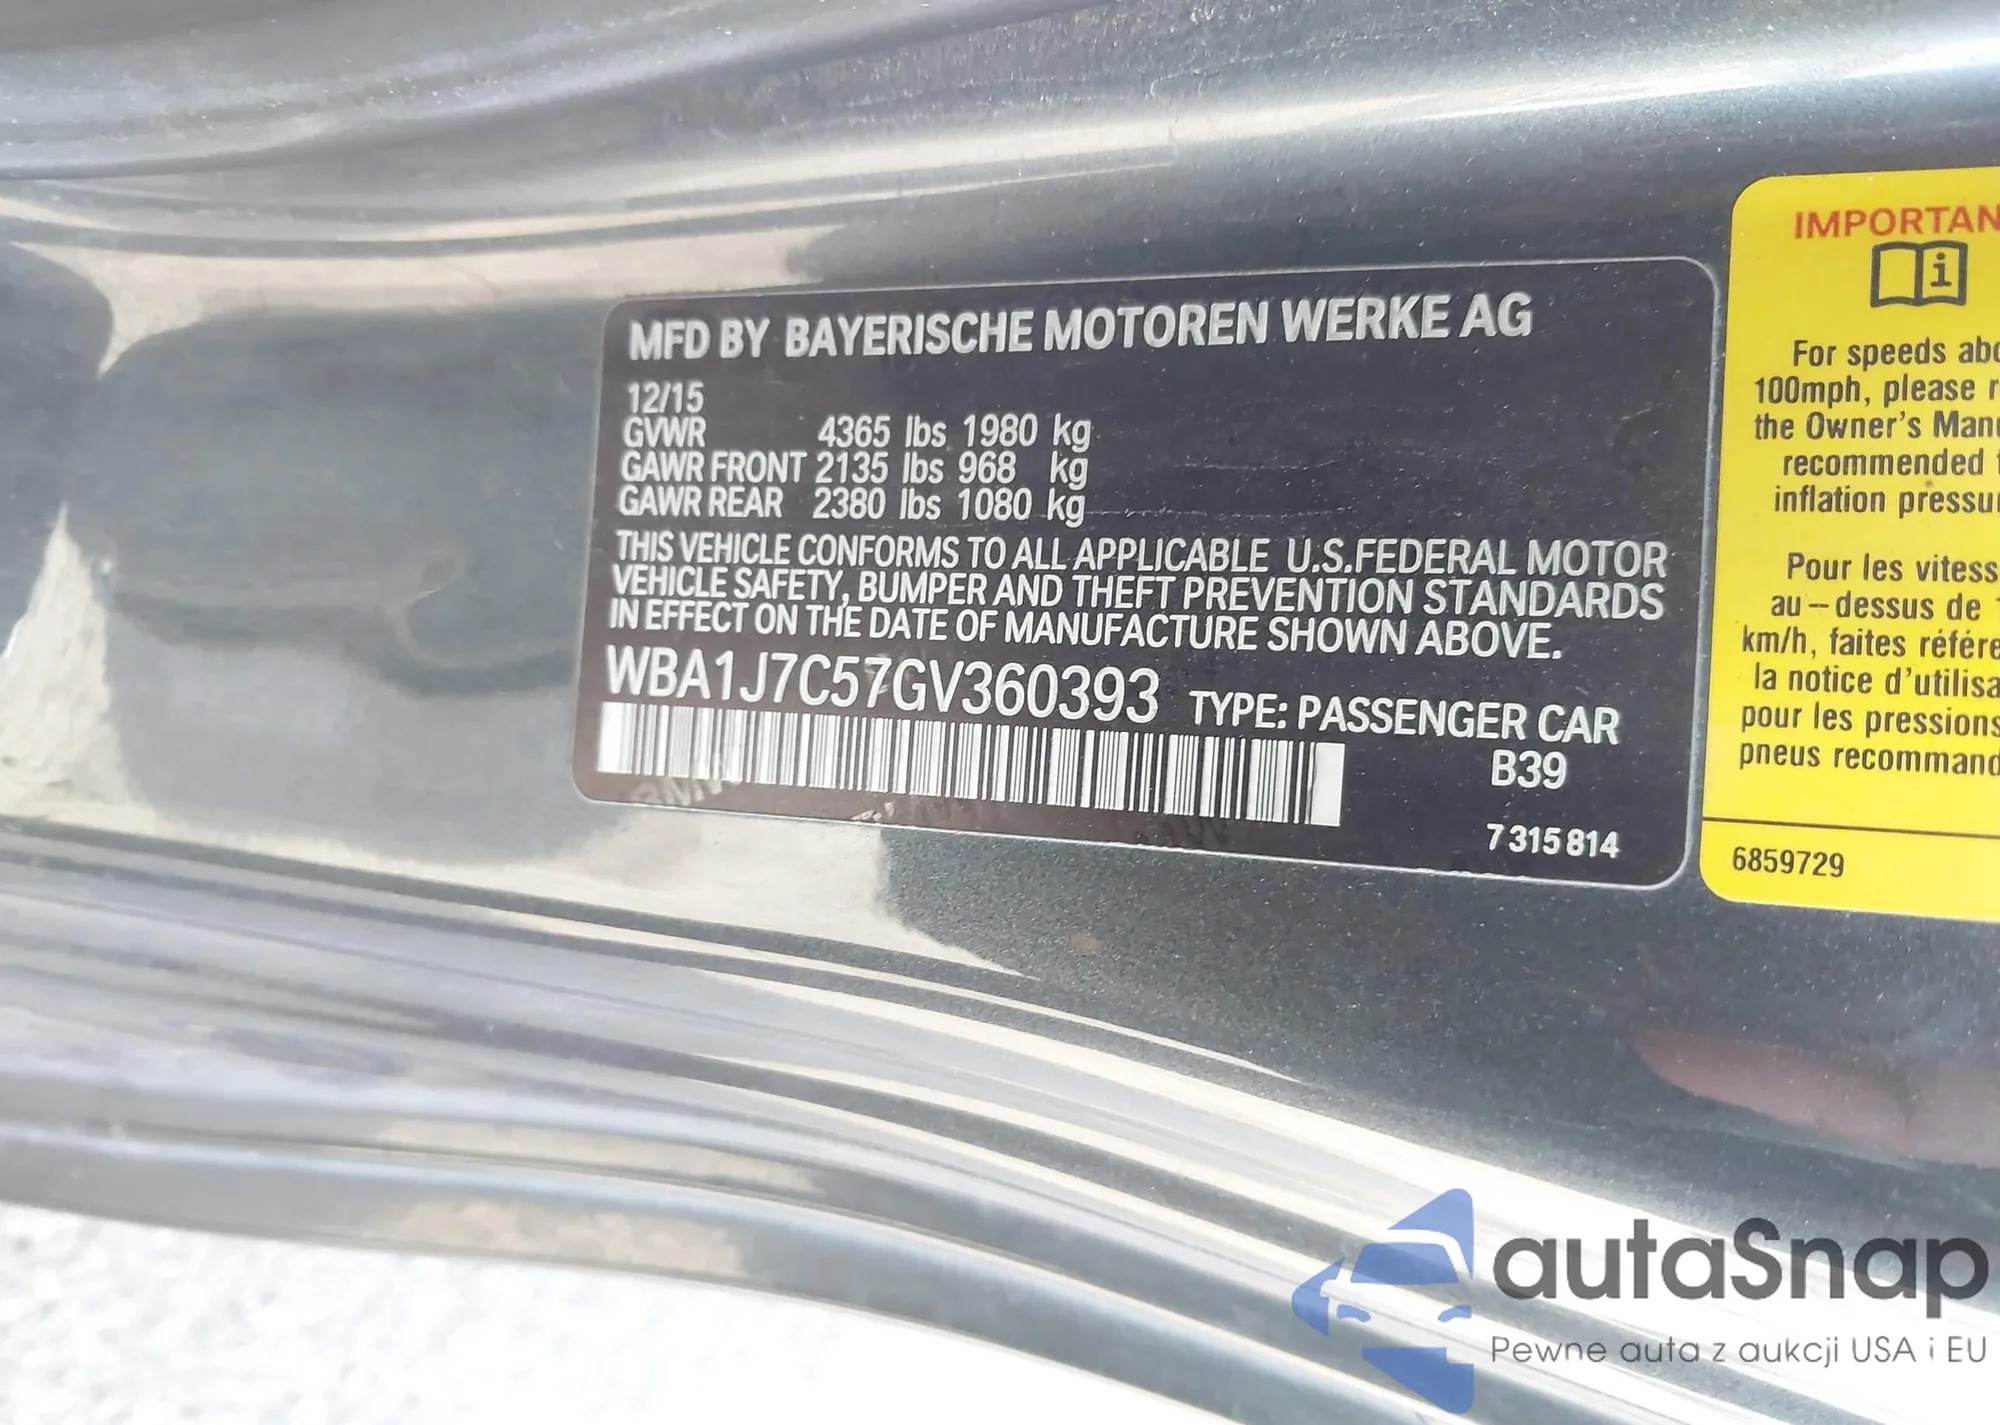 MFD BY BAYERISCHE MOTOREN WERKE AG
12/15
GVWR 4365 lbs 1980 kg
GAWR FRONT 2135 lbs 968 kg
GAWR REAR 2380 lbs 1080 kg
THIS VEHICLE CONFORMS TO ALL APPLICABLE U.S.FEDERAL MOTOR
VEHICLE SAFETY, BUMPER AND THEFT PREVENTION STANDARDS
IN EFFECT ON THE DATE OF MANUFACTURE SHOWN ABOVE.
WBA1J7C57GV360393 TYPE: PASSENGER CAR
B39
7 315 814
IMPORTAN
i
For speeds abo
100mph, please r
the Owner's Manu
recommended
inflation pressu
Pour les vitess
au-dessus de 1
km/h, faites référe
la notice d'utilisa
pour les pressions
pneus recommand
6859729
autaSnap
Pewne auta z aukcji USA i EU